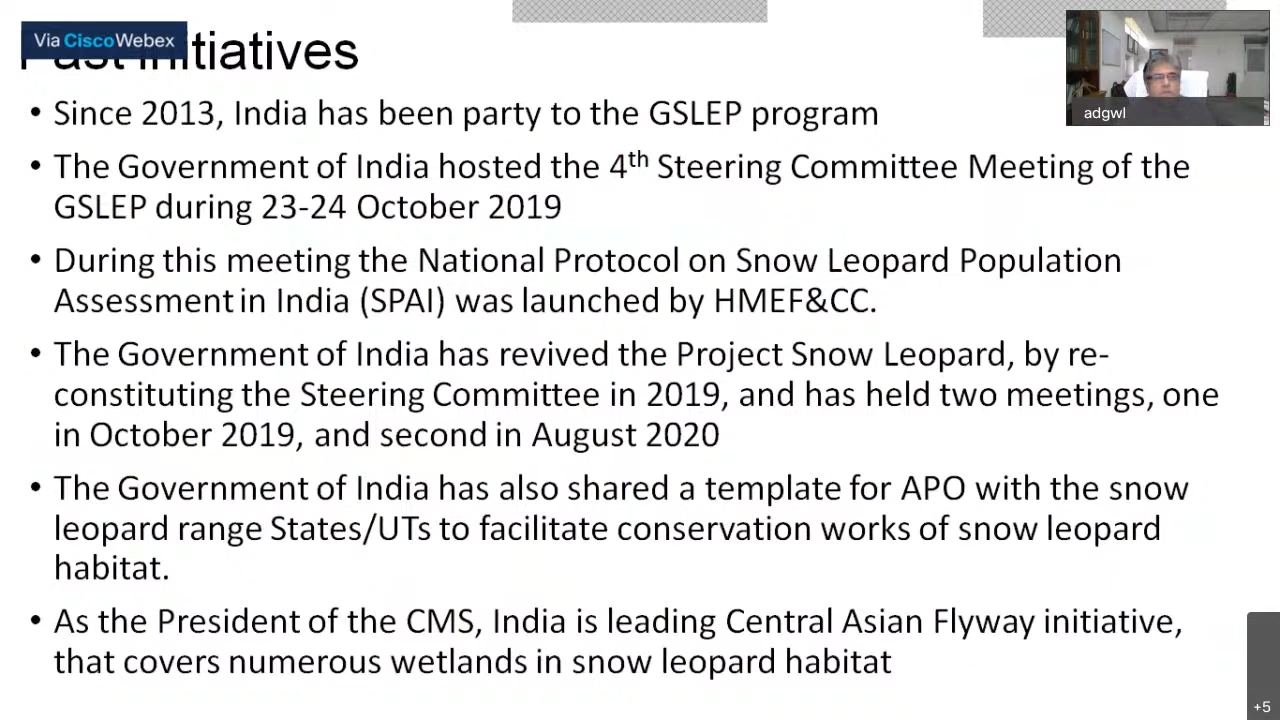 Via CiscoWebex
Past Initiatives
adgwl
• Since 2013, India has been party to the GSLEP program
• The Government of India hosted the 4th Steering Committee Meeting of the
GSLEP during 23-24 October 2019
• During this meeting the National Protocol on Snow Leopard Population
Assessment in India (SPAI) was launched by HMEF&CC.
• The Government of India has revived the Project Snow Leopard, by re-
constituting the Steering Committee in 2019, and has held two meetings, one
in October 2019, and second in August 2020
• The Government of India has also shared a template for APO with the snow
leopard range States/UTs to facilitate conservation works of snow leopard
habitat.
• As the President of the CMS, India is leading Central Asian Flyway initiative,
that covers numerous wetlands in snow leopard habitat
+5